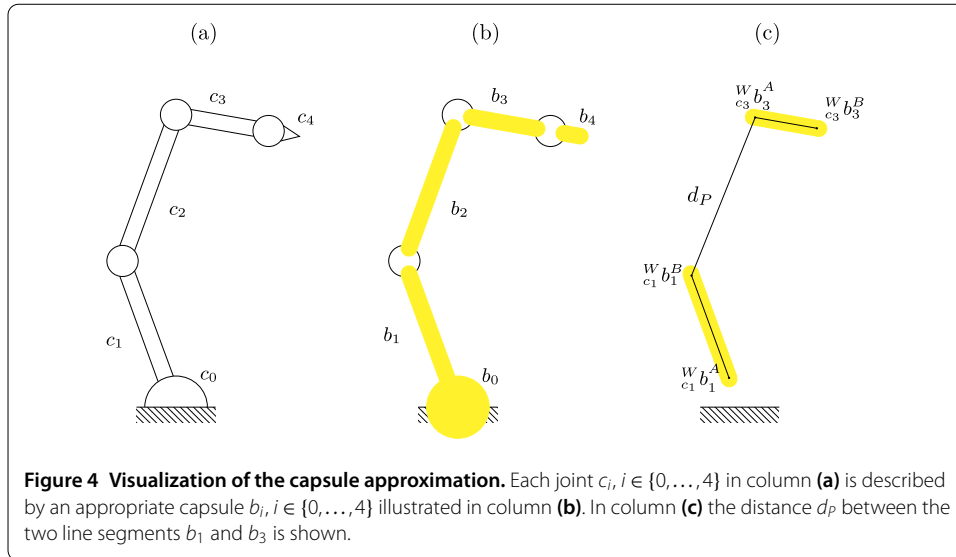 (a) (b) (c)
c₃
c₄
c₂
c₁
c₀
b₃
b₄
b₂
b₁
b₀
{}^{W}_{c₃}b₃^{A}
{}^{W}_{c₃}b₃^{B}
d_P
{}^{W}_{c₁}b₁^{B}
{}^{W}_{c₁}b₁^{A}
Figure 4 Visualization of the capsule approximation. Each joint cᵢ, i ∈ {0,...,4} in column (a) is described
by an appropriate capsule bᵢ, i ∈ {0,...,4} illustrated in column (b). In column (c) the distance d_P between the
two line segments b₁ and b₃ is shown.